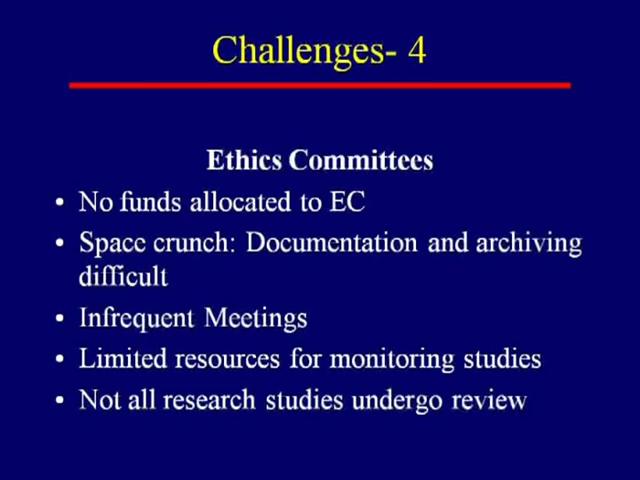 Challenges- 4
Ethics Committees
• No funds allocated to EC
• Space crunch: Documentation and archiving
difficult
• Infrequent Meetings
• Limited resources for monitoring studies
• Not all research studies undergo review